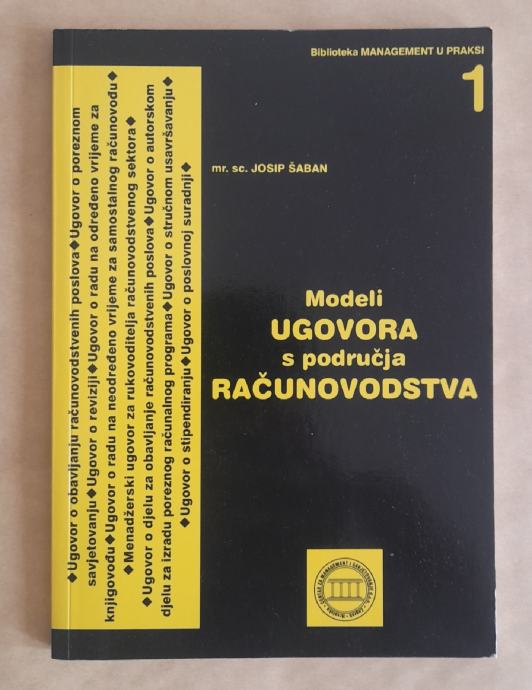 Biblioteka MANAGEMENT U PRAKSI
1
mr. sc. JOSIP ŠABAN
Modeli
UGOVORA
s područja
RAČUNOVODSTVA
◆Ugovor o obavljanju računovodstvenih poslova◆Ugovor o poreznom
savjetovanju◆Ugovor o reviziji◆Ugovor o radu na određeno vrijeme za
knjigovođu◆Ugovor o radu na neodređeno vrijeme za samostalnog računovođu◆
◆Menadžerski ugovor za rukovoditelja računovodstvenog sektora◆
◆Ugovor o djelu za obavljanje računovodstvenih poslova◆Ugovor o autorskom
djelu za izradu poreznog računalnog programa◆Ugovor o stručnom usavršavanju◆
◆Ugovor o stipendiranju◆Ugovor o poslovnoj suradnji◆